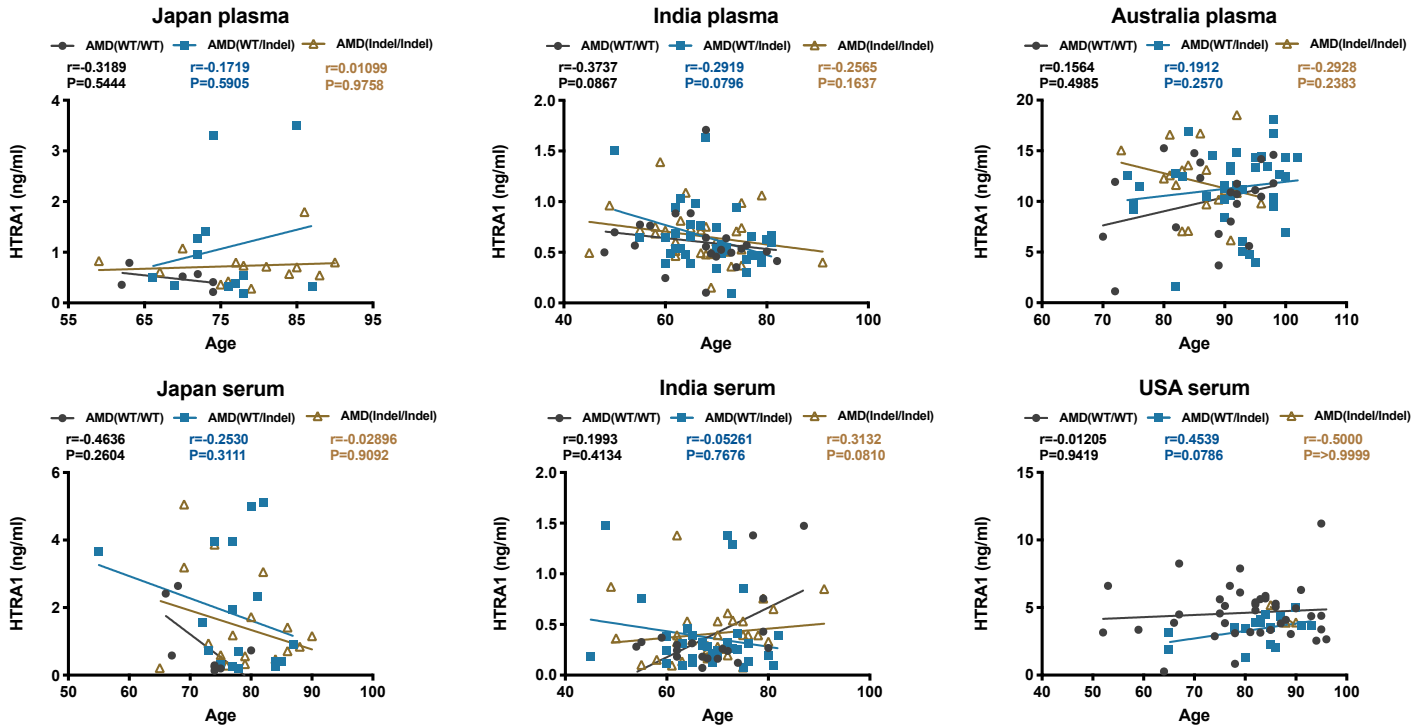 Japan plasma
AMD(WT/WT) AMD(WT/Indel) AMD(Indel/Indel)
r=-0.3189 r=-0.1719 r=0.01099
P=0.5444 P=0.5905 P=0.9758
HTRA1 (ng/ml)
4
3
2
1
0
55 65 75 85 95
Age
India plasma
AMD(WT/WT) AMD(WT/Indel) AMD(Indel/Indel)
r=-0.3737 r=-0.2919 r=-0.2565
P=0.0867 P=0.0796 P=0.1637
HTRA1 (ng/ml)
2.0
1.5
1.0
0.5
0.0
40 60 80 100
Age
Australia plasma
AMD(WT/WT) AMD(WT/Indel) AMD(Indel/Indel)
r=0.1564 r=0.1912 r=-0.2928
P=0.4985 P=0.2570 P=0.2383
HTRA1 (ng/ml)
20
15
10
5
0
60 70 80 90 100 110
Age
Japan serum
AMD(WT/WT) AMD(WT/Indel) AMD(Indel/Indel)
r=-0.4636 r=-0.2530 r=-0.02896
P=0.2604 P=0.3111 P=0.9092
HTRA1 (ng/ml)
6
4
2
0
50 60 70 80 90 100
Age
India serum
AMD(WT/WT) AMD(WT/Indel) AMD(Indel/Indel)
r=0.1993 r=-0.05261 r=0.3132
P=0.4134 P=0.7676 P=0.0810
HTRA1 (ng/ml)
2.0
1.5
1.0
0.5
0.0
40 60 80 100
Age
USA serum
AMD(WT/WT) AMD(WT/Indel) AMD(Indel/Indel)
r=-0.01205 r=0.4539 r=-0.5000
P=0.9419 P=0.0786 P=>0.9999
HTRA1 (ng/ml)
15
10
5
0
40 50 60 70 80 90 100
Age